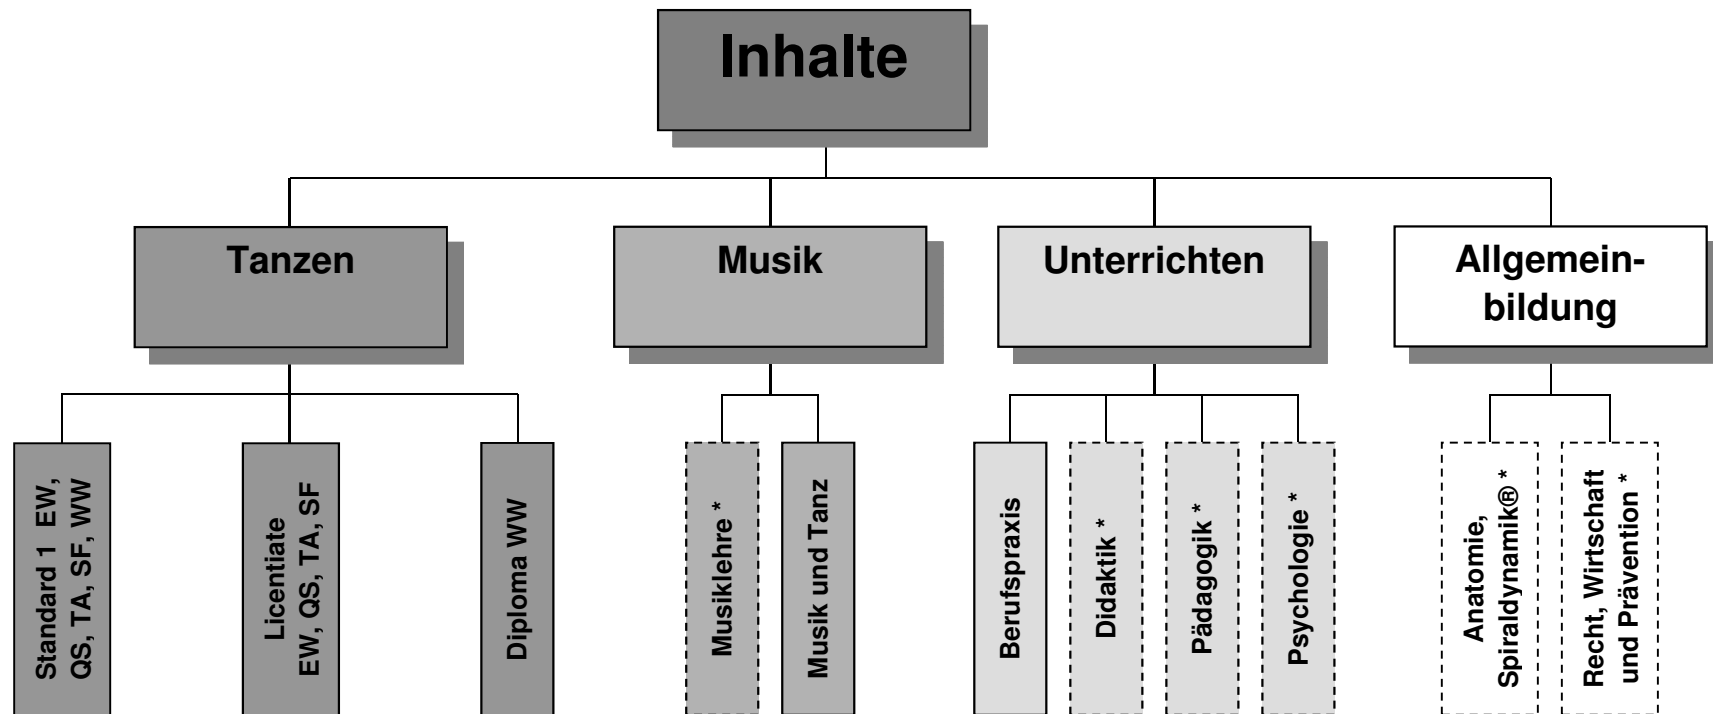 Inhalte
Tanzen
Musik
Unterrichten
Allgemein-
bildung
Standard 1 EW,
QS, TA, SF, WW
Licentiate
EW, QS, TA, SF
Diploma WW
Musiklehre *
Musik und Tanz
Berufspraxis
Didaktik *
Pädagogik *
Psychologie *
Anatomie,
Spiraldynamik® *
Recht, Wirtschaft
und Prävention *